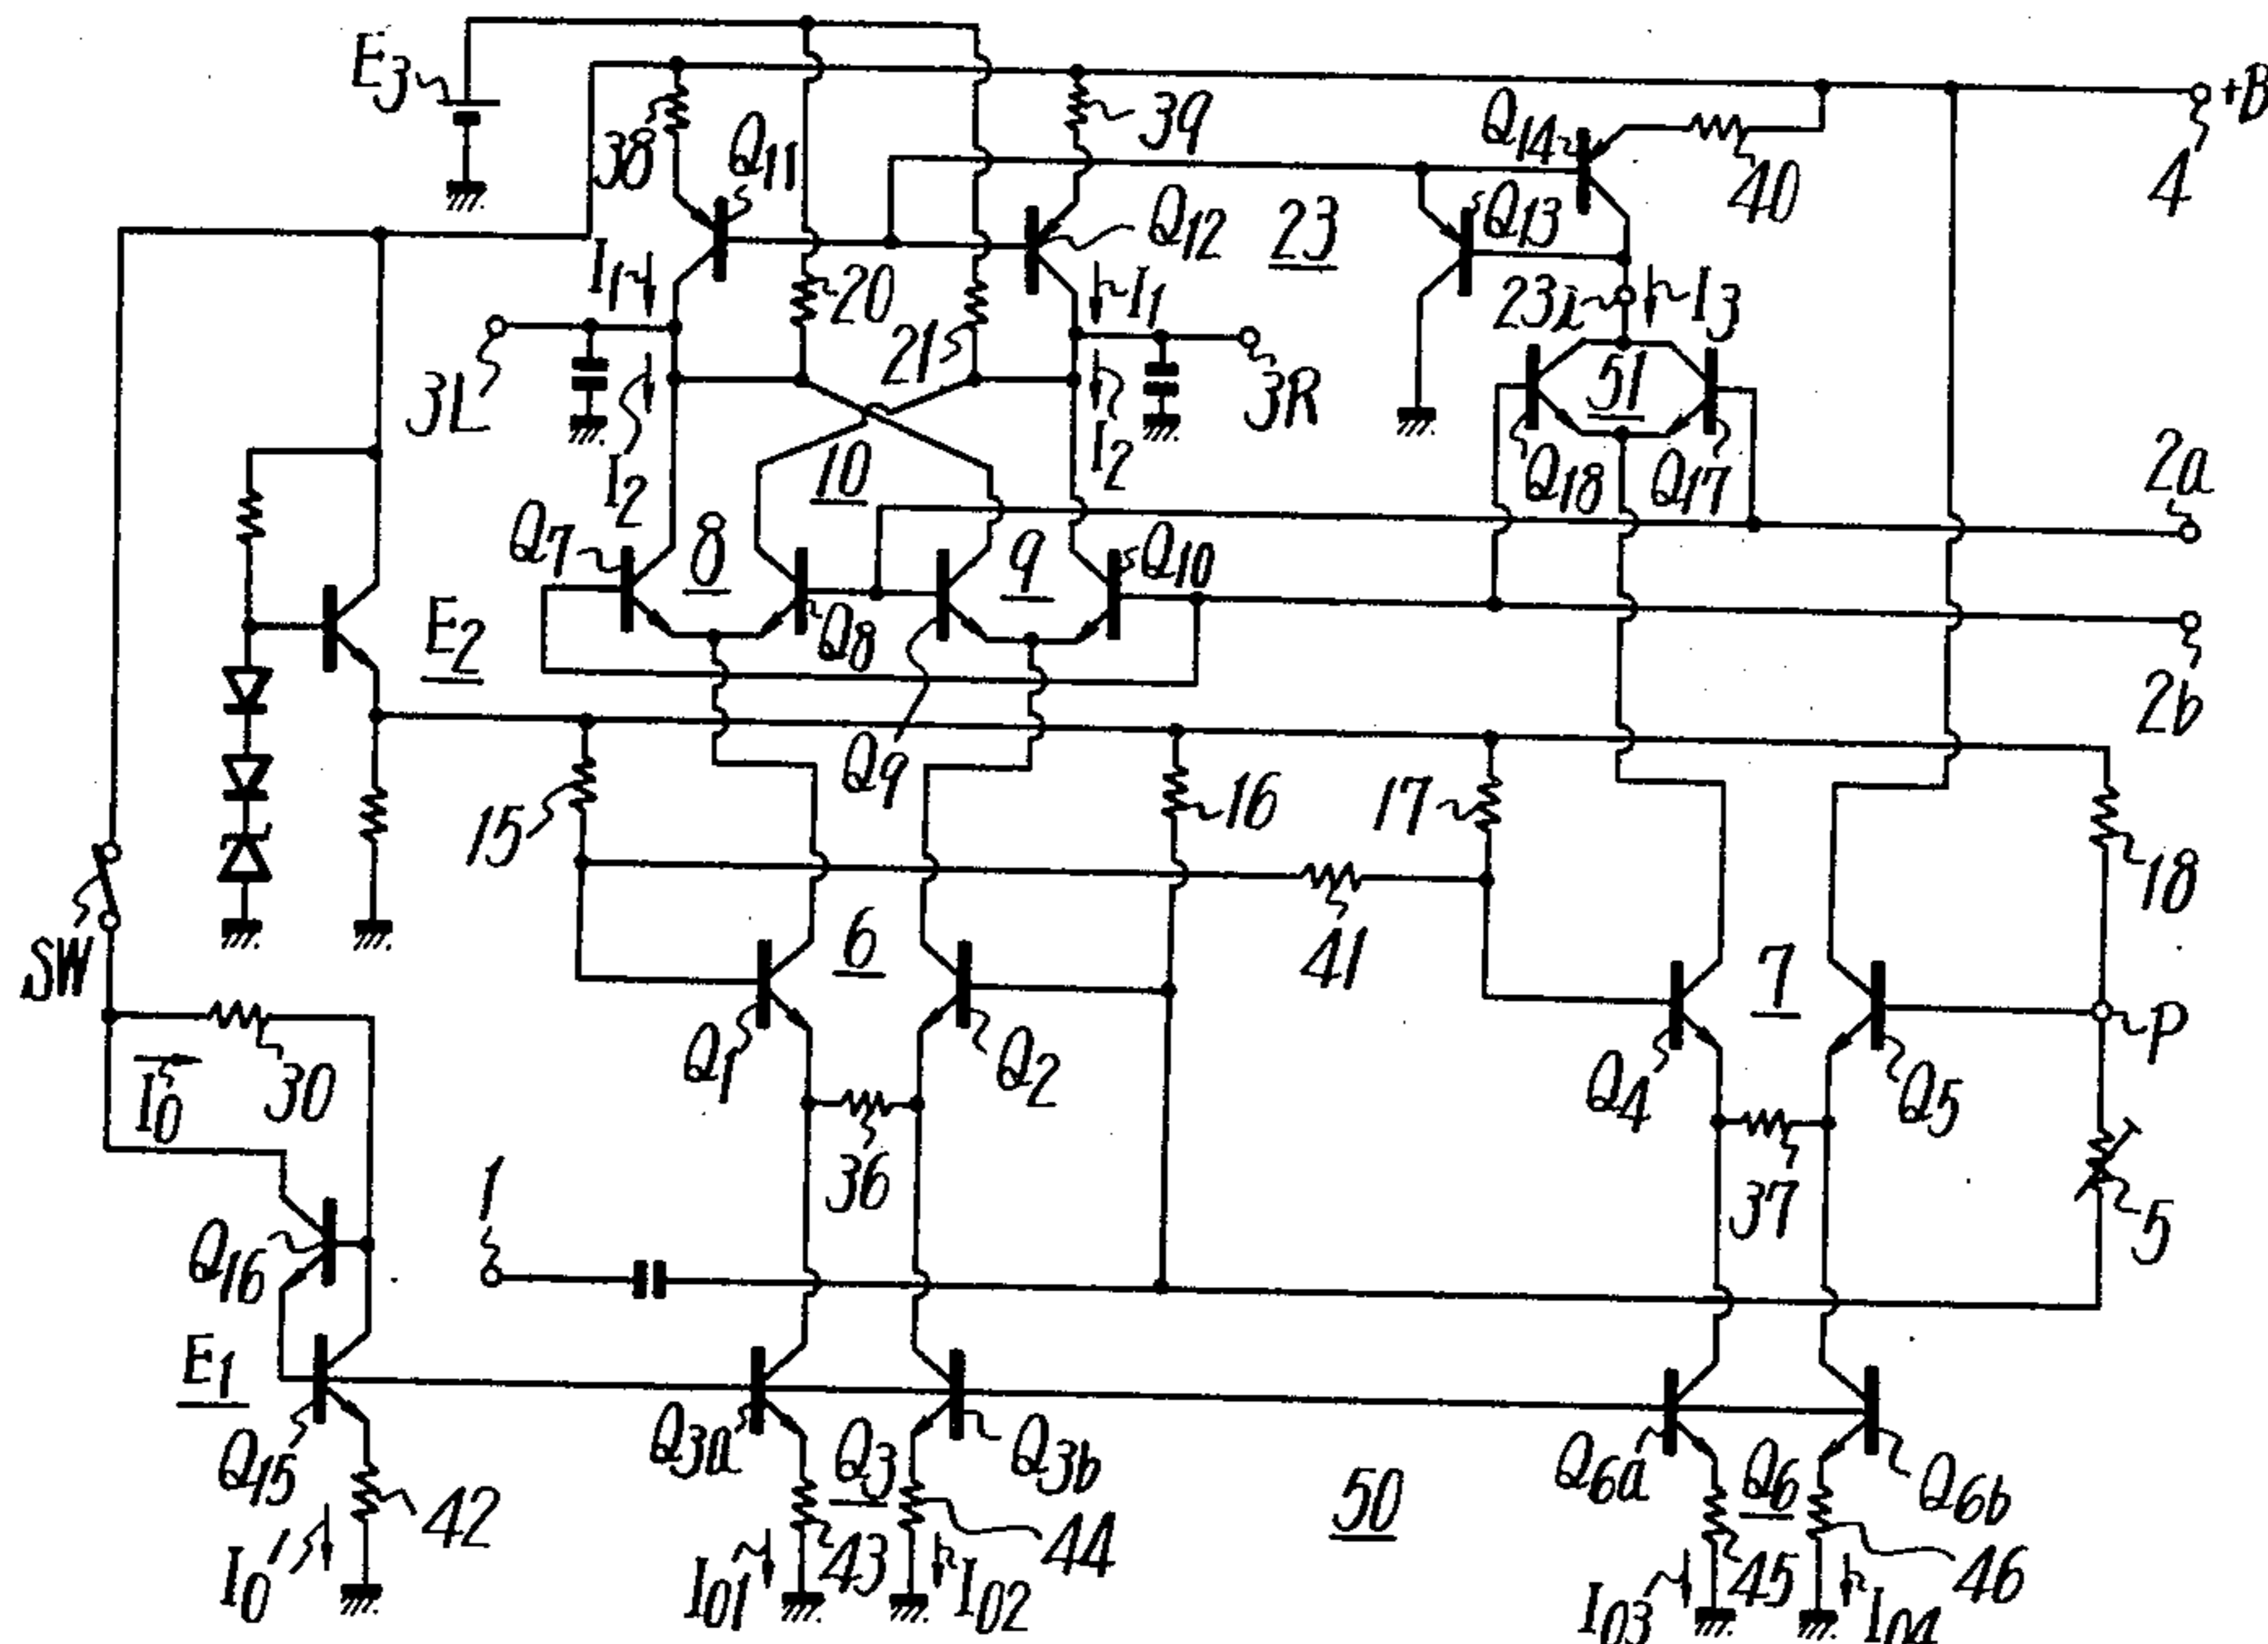 E3
+B
4
38
Q11
39
Q12
23
Q14
40
Q13
I1
20
21
I1
23i
I3
3L
I2
3R
I2
51
Q18
Q17
2a
10
Q7
8
Q8
9
Q10
E2
2b
Q9
15
16
17
18
41
SW
6
7
P
Q1
Q2
Q4
Q5
I0
30
36
37
5
1
Q16
E1
Q15
42
I0'
Q3a
Q3
Q3b
43
44
I01
I02
50
Q6a
Q6
Q6b
45
46
I03
I04